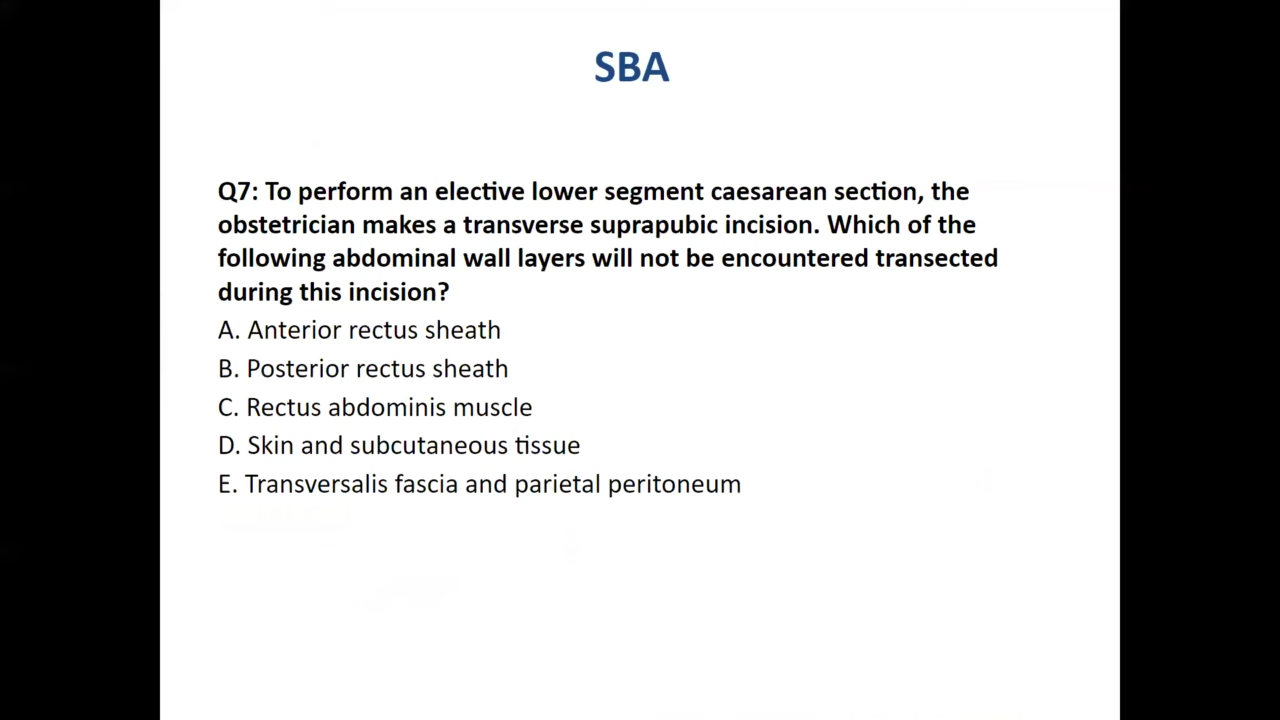 SBA
Q7: To perform an elective lower segment caesarean section, the
obstetrician makes a transverse suprapubic incision. Which of the
following abdominal wall layers will not be encountered transected
during this incision?
A. Anterior rectus sheath
B. Posterior rectus sheath
C. Rectus abdominis muscle
D. Skin and subcutaneous tissue
E. Transversalis fascia and parietal peritoneum